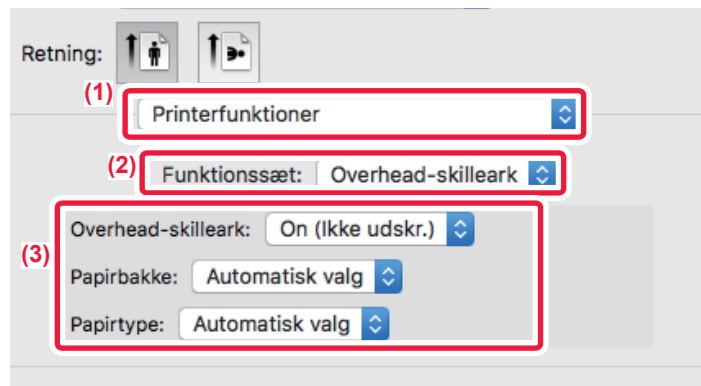 Retning:
(1)
Printerfunktioner
(2)
Funktionssæt: Overhead-skilleark
(3)
Overhead-skilleark: On (Ikke udskr.)
Papirbakke: Automatisk valg
Papirtype: Automatisk valg